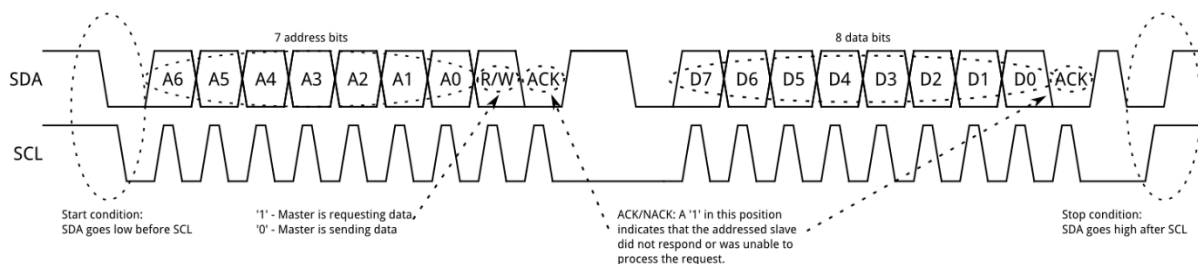 7 address bits
8 data bits
SDA
A6
A5
A4
A3
A2
A1
A0
R/W
ACK
D7
D6
D5
D4
D3
D2
D1
D0
ACK
SCL
Start condition:
SDA goes low before SCL
'1' - Master is requesting data,
'0' - Master is sending data
ACK/NACK: A '1' in this position
indicates that the addressed slave
did not respond or was unable to
process the request.
Stop condition:
SDA goes high after SCL